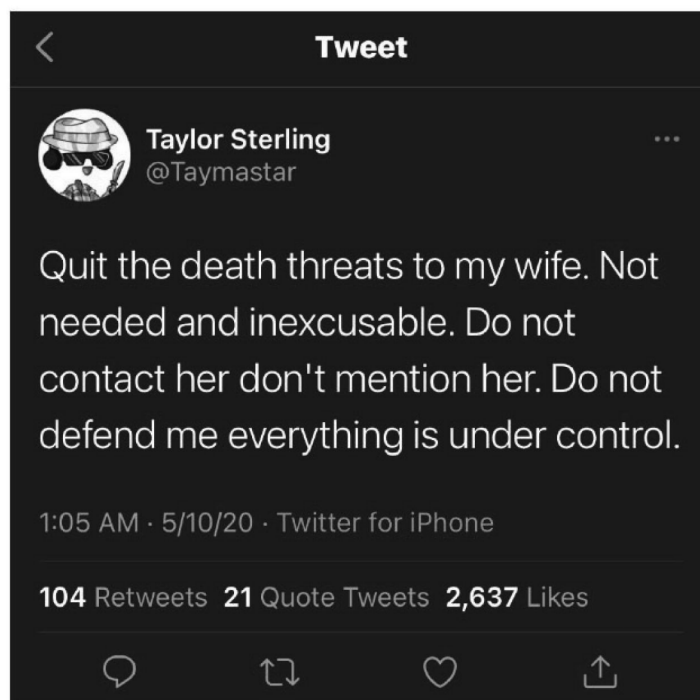 Tweet
Taylor Sterling
@Taymastar
Quit the death threats to my wife. Not
needed and inexcusable. Do not
contact her don't mention her. Do not
defend me everything is under control.
1:05 AM · 5/10/20 · Twitter for iPhone
104 Retweets 21 Quote Tweets 2,637 Likes